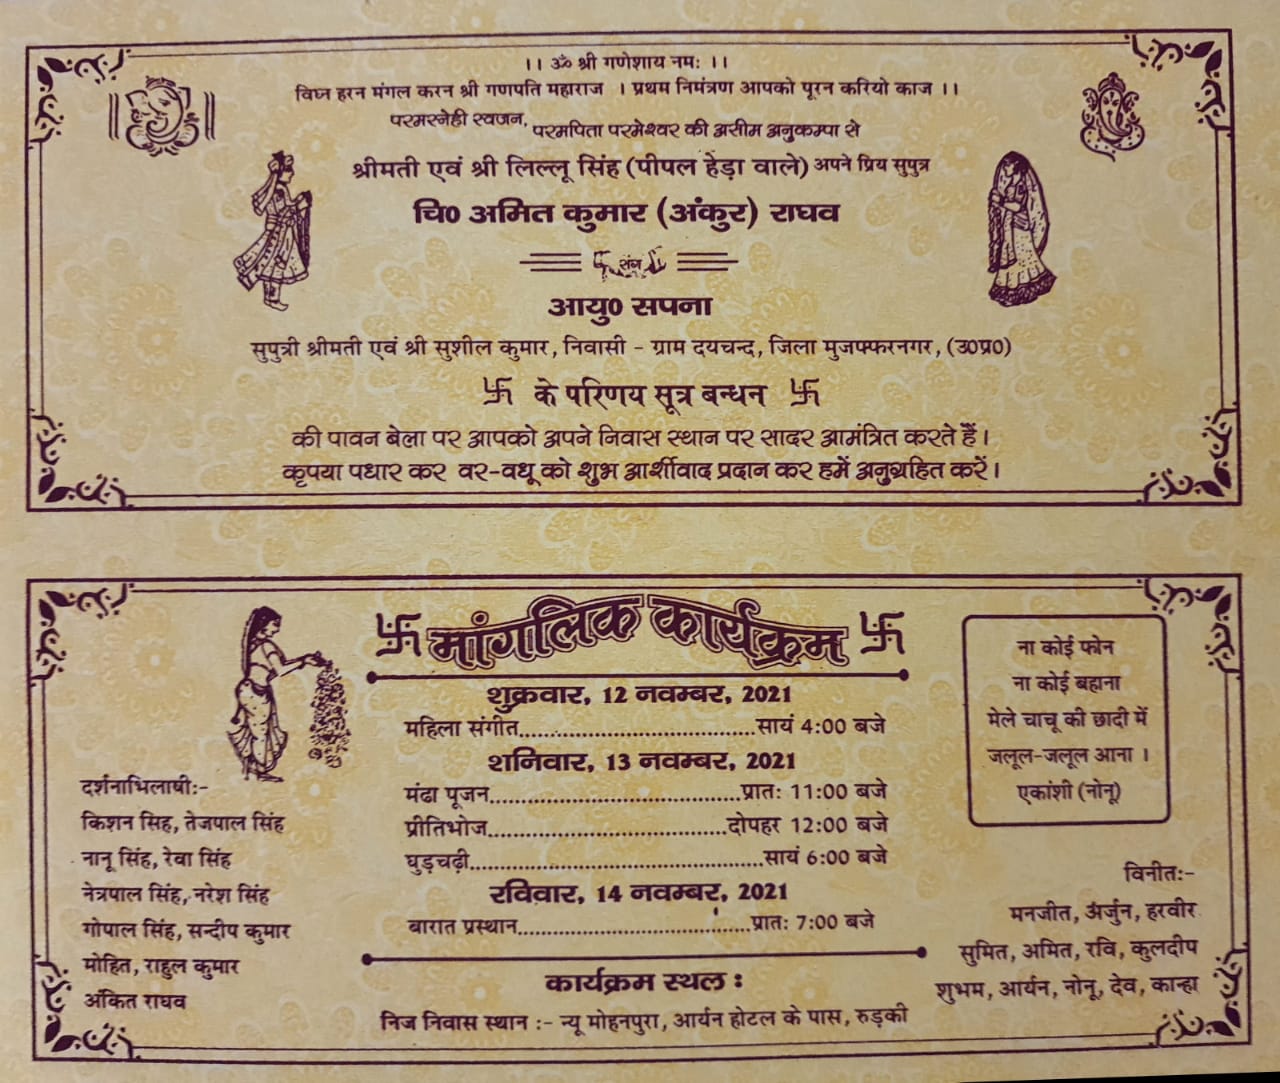 ।। ॐ श्री गणेशाय नमः ।।
विघ्न हरन मंगल करन श्री गणपति महाराज । प्रथम निमंत्रण आपको पूरन करियो काज ।।
परमस्नेही स्वजन, परमपिता परमेश्वर की असीम अनुकम्पा से
श्रीमती एवं श्री लिल्लू सिंह (पीपल हेड़ा वाले) अपने प्रिय सुपुत्र
चि0 अमित कुमार (अंकुर) राघव
संग
आयु0 सपना
सुपुत्री श्रीमती एवं श्री सुशील कुमार, निवासी - ग्राम दयचन्द, जिला मुजफ्फरनगर, (उ0प्र0)
卐 के परिणय सूत्र बन्धन 卐
की पावन बेला पर आपको अपने निवास स्थान पर सादर आमंत्रित करते हैं।
कृपया पधार कर वर-वधू को शुभ आर्शीवाद प्रदान कर हमें अनुग्रहित करें।
卐 मांगलिक कार्यक्रम 卐
शुक्रवार, 12 नवम्बर, 2021
महिला संगीत.......................................सायं 4:00 बजे
शनिवार, 13 नवम्बर, 2021
मंढा पूजन..........................................प्रातः 11:00 बजे
प्रीतिभोज........................................दोपहर 12:00 बजे
घुड़चढ़ी.................................................सायं 6:00 बजे
रविवार, 14 नवम्बर, 2021
बारात प्रस्थान.......................................प्रातः 7:00 बजे
कार्यक्रम स्थल :
निज निवास स्थान :- न्यू मोहनपुरा, आर्यन होटल के पास, रुड़की
दर्शनाभिलाषी:-
किशन सिह, तेजपाल सिंह
नानू सिंह, रेवा सिंह
नेत्रपाल सिंह, नरेश सिंह
गोपाल सिंह, सन्दीप कुमार
मोहित, राहुल कुमार
अंकित राघव
ना कोई फोन
ना कोई बहाना
मेले चाचू की छादी में
जलूल-जलूल आना ।
एकांशी (नोनू)
विनीत:-
मनजीत, अर्जुन, हरवीर
सुमित, अमित, रवि, कुलदीप
शुभम, आर्यन, नोनू, देव, कान्हा